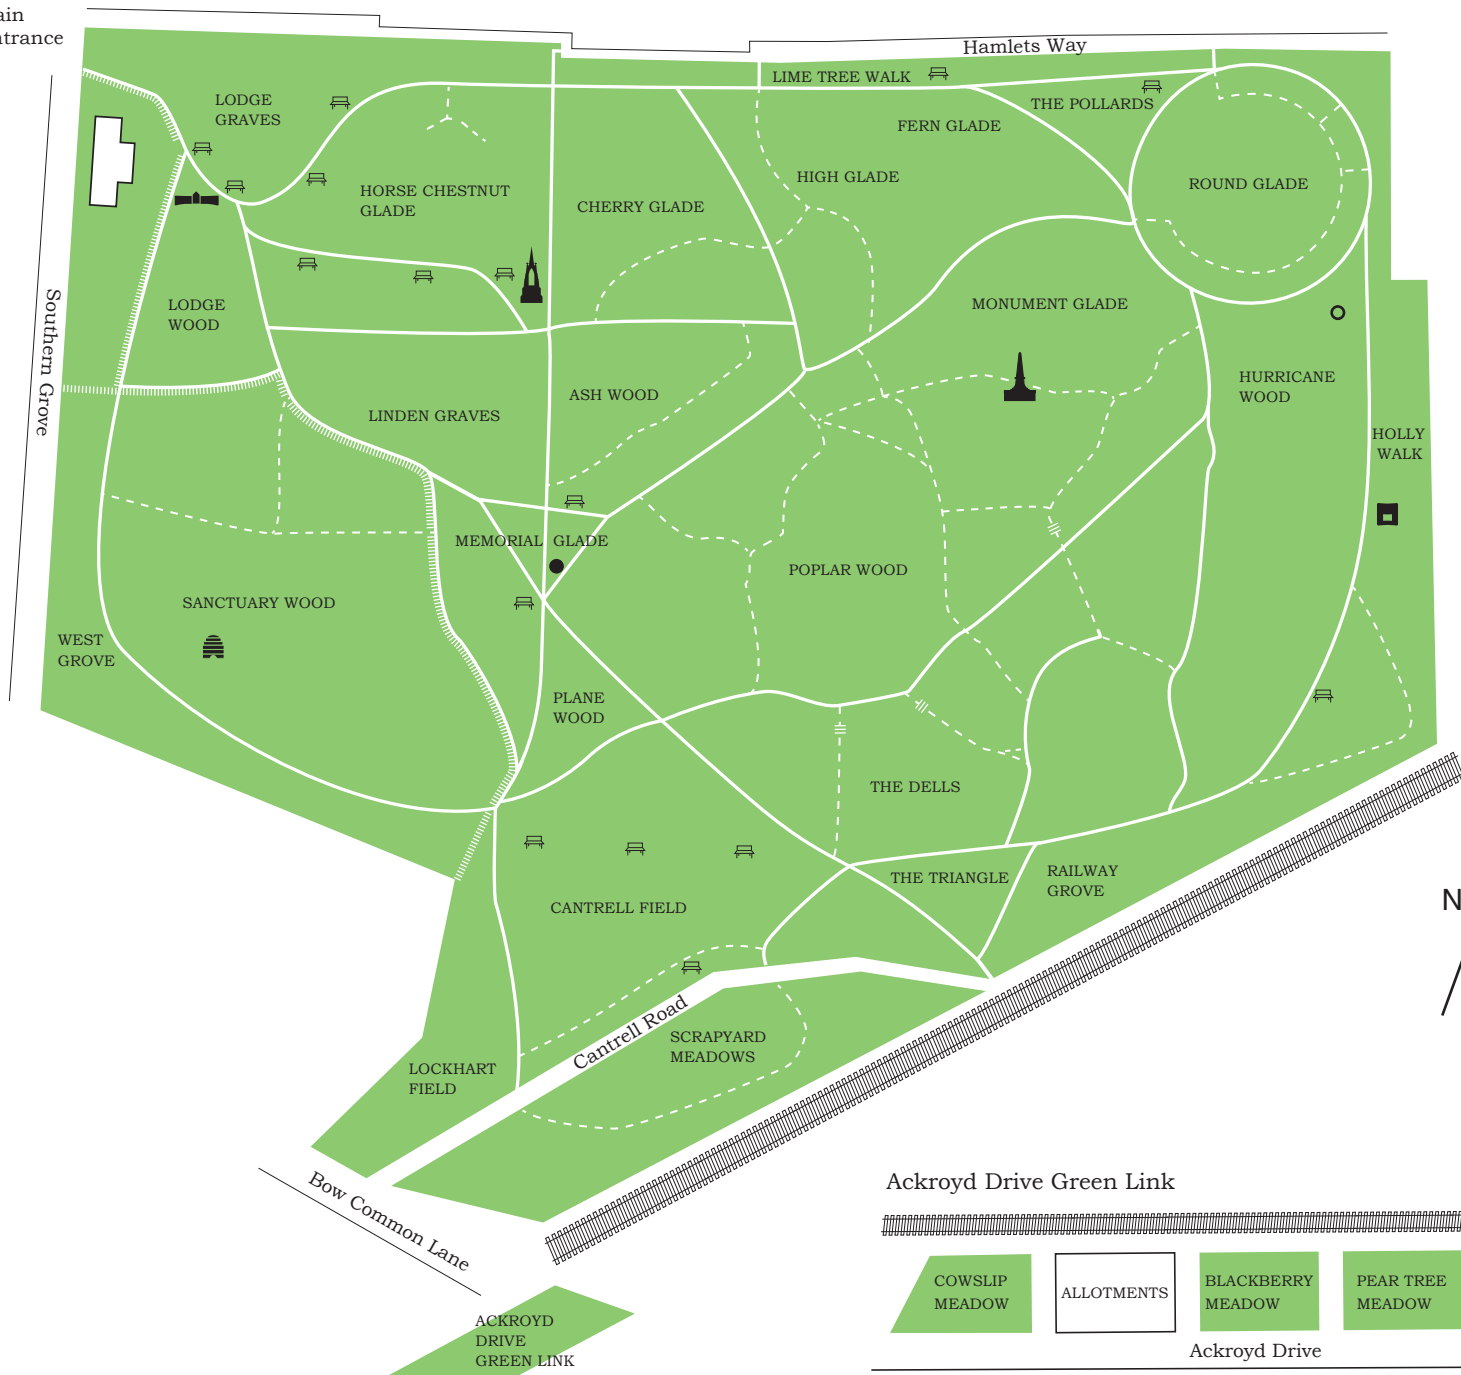 Hamlets Way
LIME TREE WALK
THE POLLARDS
LODGE
GRAVES
FERN GLADE
HIGH GLADE
ROUND GLADE
HORSE CHESTNUT
GLADE
CHERRY GLADE
Southern Grove
LODGE
WOOD
MONUMENT GLADE
HURRICANE
WOOD
ASH WOOD
LINDEN GRAVES
HOLLY
WALK
MEMORIAL GLADE
POPLAR WOOD
SANCTUARY WOOD
WEST
GROVE
PLANE
WOOD
THE DELLS
THE TRIANGLE
RAILWAY
GROVE
CANTRELL FIELD
N
Cantrell Road
SCRAPYARD
MEADOWS
LOCKHART
FIELD
Bow Common Lane
ACKROYD
DRIVE
GREEN LINK
Ackroyd Drive Green Link
COWSLIP
MEADOW
ALLOTMENTS
BLACKBERRY
MEADOW
PEAR TREE
MEADOW
Ackroyd Drive